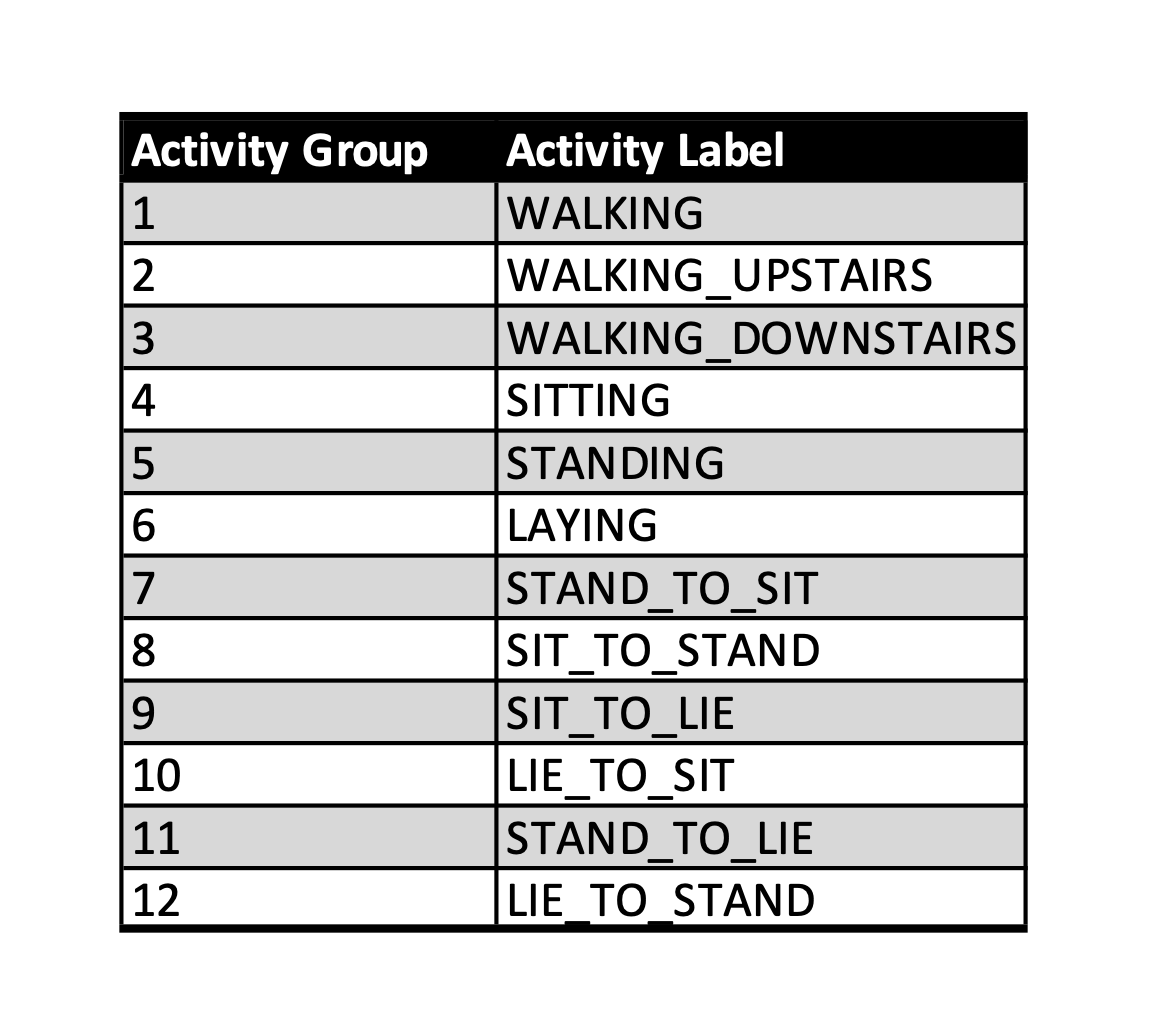 Activity Group Activity Label
1 WALKING
2 WALKING_UPSTAIRS
3 WALKING_DOWNSTAIRS
4 SITTING
5 STANDING
6 LAYING
7 STAND_TO_SIT
8 SIT_TO_STAND
9 SIT_TO_LIE
10 LIE_TO_SIT
11 STAND_TO_LIE
12 LIE_TO_STAND